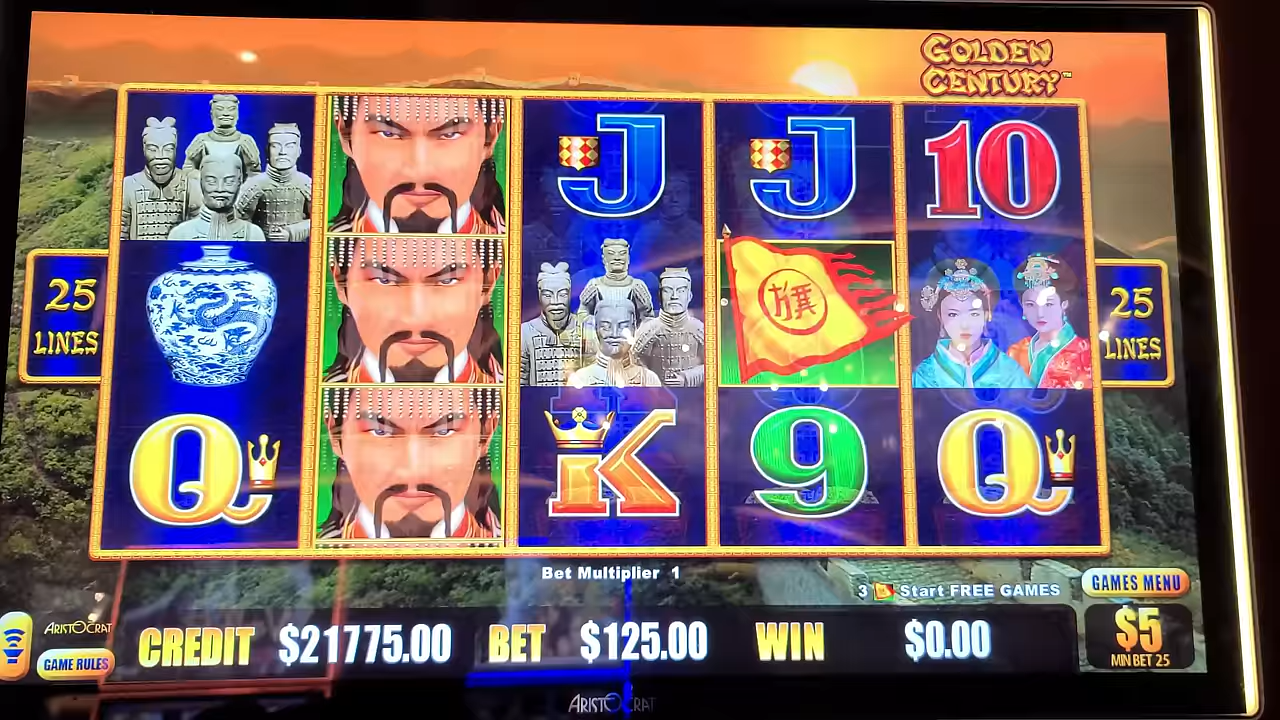 GOLDEN
CENTURY™
J
J
10
25
LINES
旗
25
LINES
Q
K
9
Q
Bet Multiplier 1
3 Start FREE GAMES
GAMES MENU
ARISTOCRAT
GAME RULES
CREDIT $21775.00 BET $125.00 WIN $0.00
$5
MIN BET 25
ARISTOCRAT